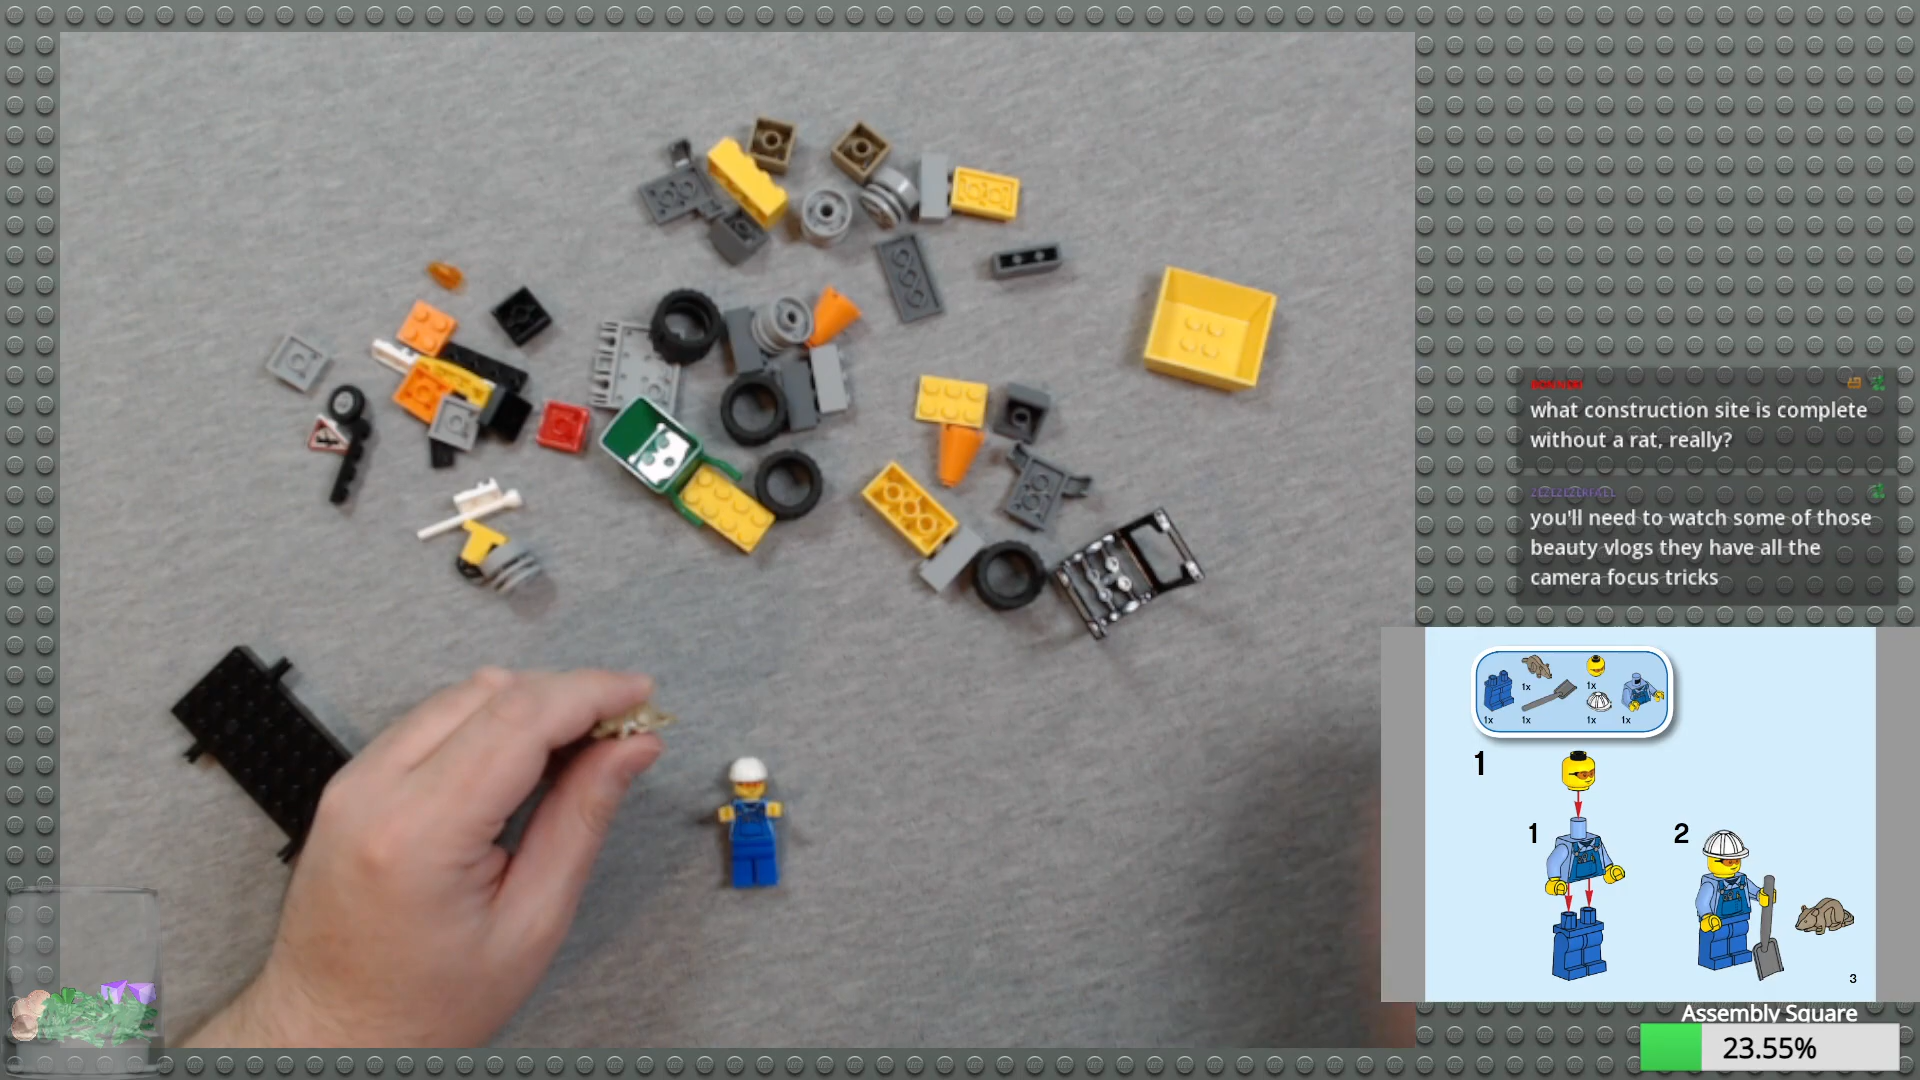 what construction site is complete
without a rat, really?
you'll need to watch some of those
beauty vlogs they have all the
camera focus tricks
1x
1x
1x
1x
1x
1x
1
1
2
3
Assembly Square
23.55%